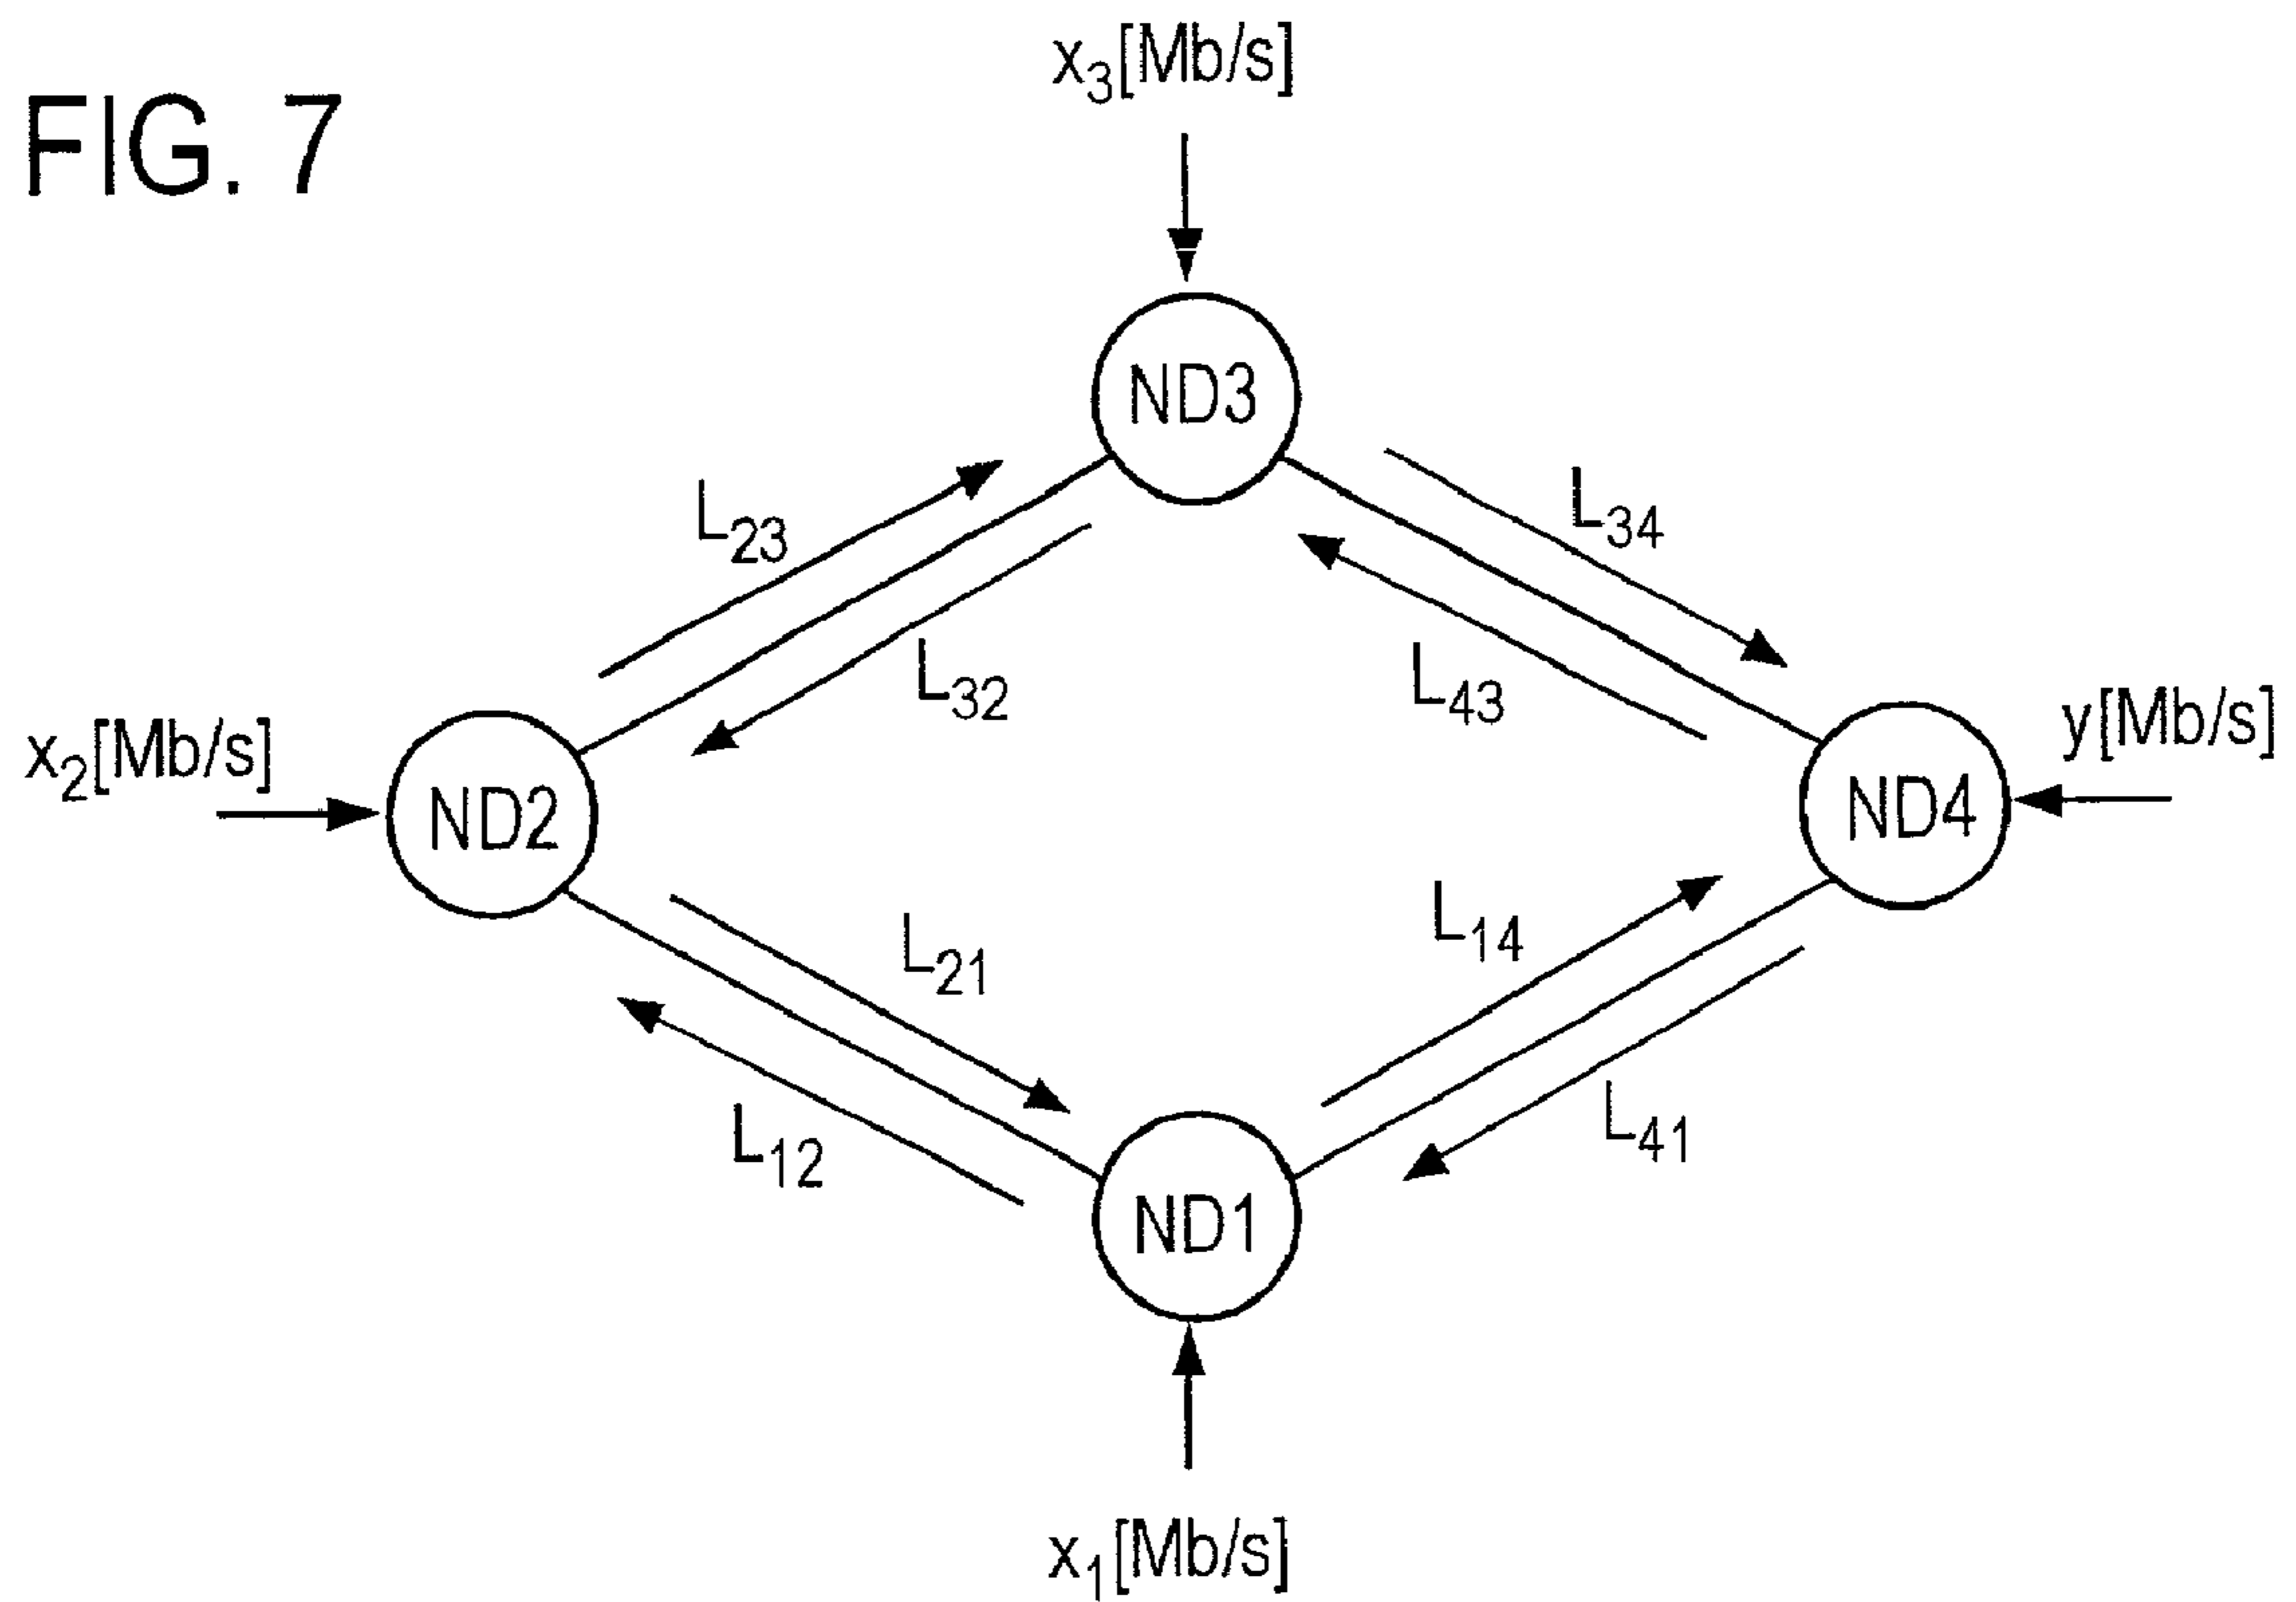 FIG. 7
x3[Mb/s]
ND3
L23
L34
L32
L43
x2[Mb/s]
y[Mb/s]
ND2
ND4
L21
L14
L12
L41
ND1
x1[Mb/s]